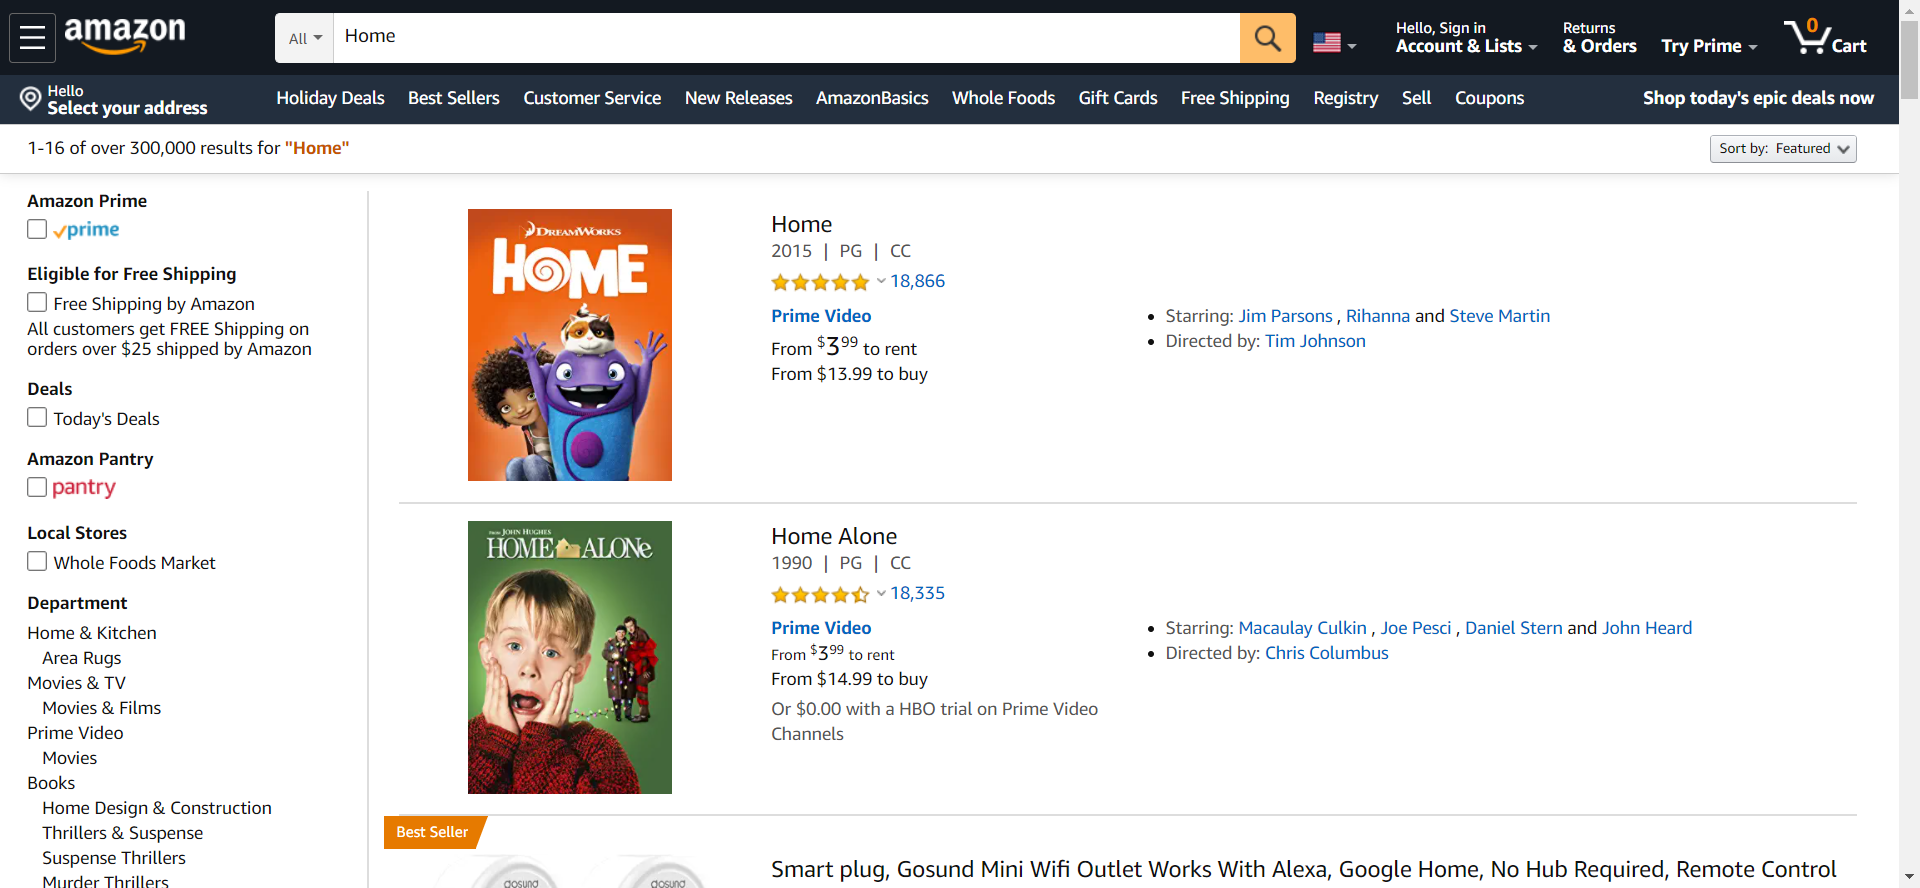 amazon
All
Home
Hello, Sign in
Account & Lists
Returns
& Orders
Try Prime
0
Cart
Hello
Select your address
Holiday Deals
Best Sellers
Customer Service
New Releases
AmazonBasics
Whole Foods
Gift Cards
Free Shipping
Registry
Sell
Coupons
Shop today's epic deals now
1-16 of over 300,000 results for "Home"
Sort by: Featured
Amazon Prime
prime
Eligible for Free Shipping
Free Shipping by Amazon
All customers get FREE Shipping on
orders over $25 shipped by Amazon
Deals
Today's Deals
Amazon Pantry
pantry
Local Stores
Whole Foods Market
Department
Home & Kitchen
Area Rugs
Movies & TV
Movies & Films
Prime Video
Movies
Books
Home Design & Construction
Thrillers & Suspense
Suspense Thrillers
Murder Thrillers
DREAMWORKS
HOME
Home
2015 | PG | CC
18,866
Prime Video
From $3.99 to rent
From $13.99 to buy
Starring: Jim Parsons , Rihanna and Steve Martin
Directed by: Tim Johnson
FROM JOHN HUGHES
HOME ALONe
Home Alone
1990 | PG | CC
18,335
Prime Video
From $3.99 to rent
From $14.99 to buy
Or $0.00 with a HBO trial on Prime Video
Channels
Starring: Macaulay Culkin , Joe Pesci , Daniel Stern and John Heard
Directed by: Chris Columbus
Best Seller
gosund
gosund
Smart plug, Gosund Mini Wifi Outlet Works With Alexa, Google Home, No Hub Required, Remote Control